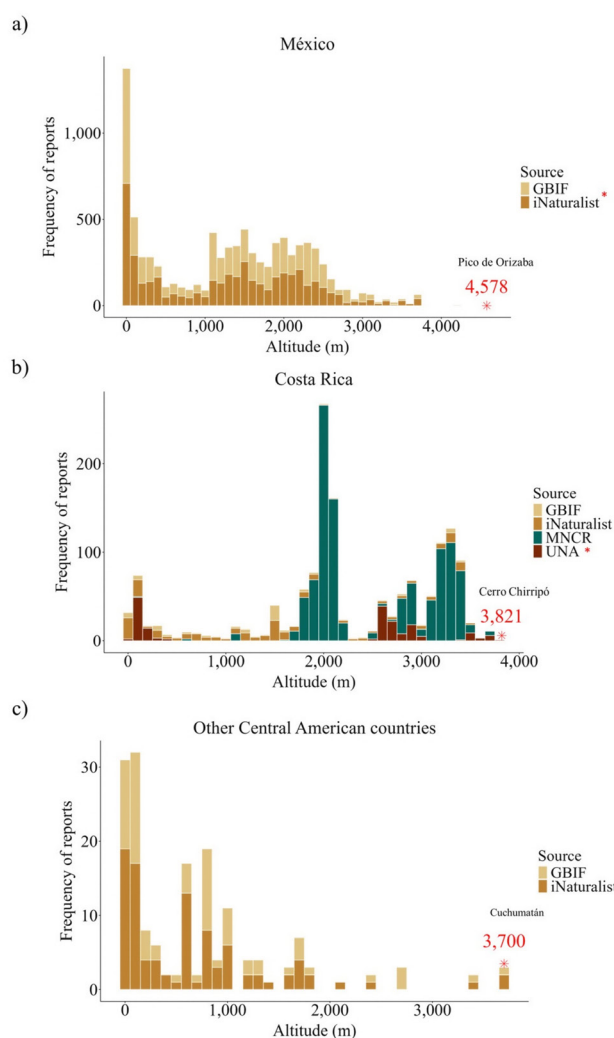 a)
México
Frequency of reports
1,000
500
0
0
1,000
2,000
3,000
4,000
Altitude (m)
Source
GBIF
iNaturalist *
Pico de Orizaba
4,578
*
b)
Costa Rica
Frequency of reports
200
100
0
0
1,000
2,000
3,000
4,000
Altitude (m)
Source
GBIF
iNaturalist
MNCR
UNA *
Cerro Chirripó
3,821
*
c)
Other Central American countries
Frequency of reports
30
20
10
0
0
1,000
2,000
3,000
Altitude (m)
Source
GBIF
iNaturalist
Cuchumatán
3,700
*